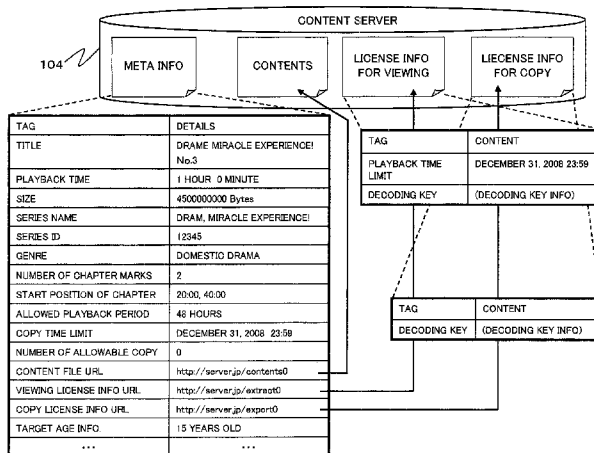 CONTENT SERVER
104
META INFO
CONTENTS
LICENSE INFO
FOR VIEWING
LIECENSE INFO
FOR COPY
TAG DETAILS
TITLE DRAME MIRACLE EXPERIENCE!
No.3
PLAYBACK TIME 1 HOUR 0 MINUTE
SIZE 4500000000 Bytes
SERIES NAME DRAM, MIRACLE EXPERIENCE!
SERIES ID 12345
GENRE DOMESTIC DRAMA
NUMBER OF CHAPTER MARKS 2
START POSITION OF CHAPTER 20:00, 40:00
ALLOWED PLAYBACK PERIOD 48 HOURS
COPY TIME LIMIT DECEMBER 31, 2008 23:59
NUMBER OF ALLOWABLE COPY 0
CONTENT FILE URL http://server.jp/contents0
VIEWING LICENSE INFO URL http://server.jp/extract0
COPY LICENSE INFO URL http://server.jp/export0
TARGET AGE INFO. 15 YEARS OLD
... ...
TAG CONTENT
PLAYBACK TIME DECEMBER 31, 2008 23:59
LIMIT
DECODING KEY (DECODING KEY INFO)
TAG CONTENT
DECODING KEY (DECODING KEY INFO)